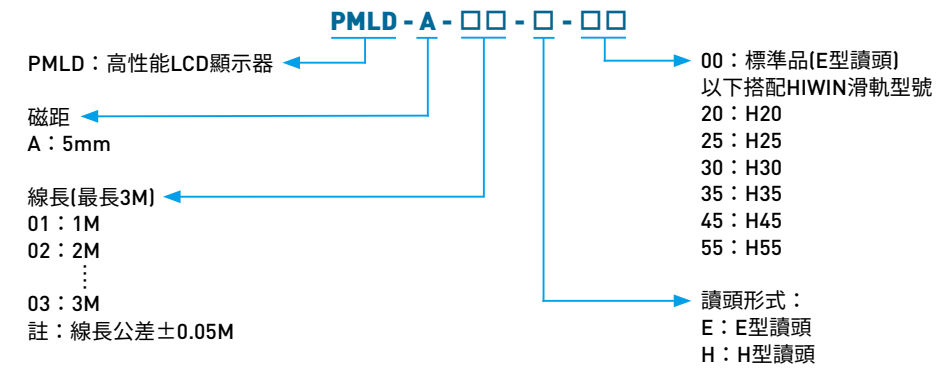 PMLD - A - □□ - □ - □□
PMLD：高性能LCD顯示器
磁距
A：5mm
線長(最長3M)
01：1M
02：2M
⋮
03：3M
註：線長公差±0.05M
00：標準品(E型讀頭)
以下搭配HIWIN滑軌型號
20：H20
25：H25
30：H30
35：H35
45：H45
55：H55
讀頭形式：
E：E型讀頭
H：H型讀頭